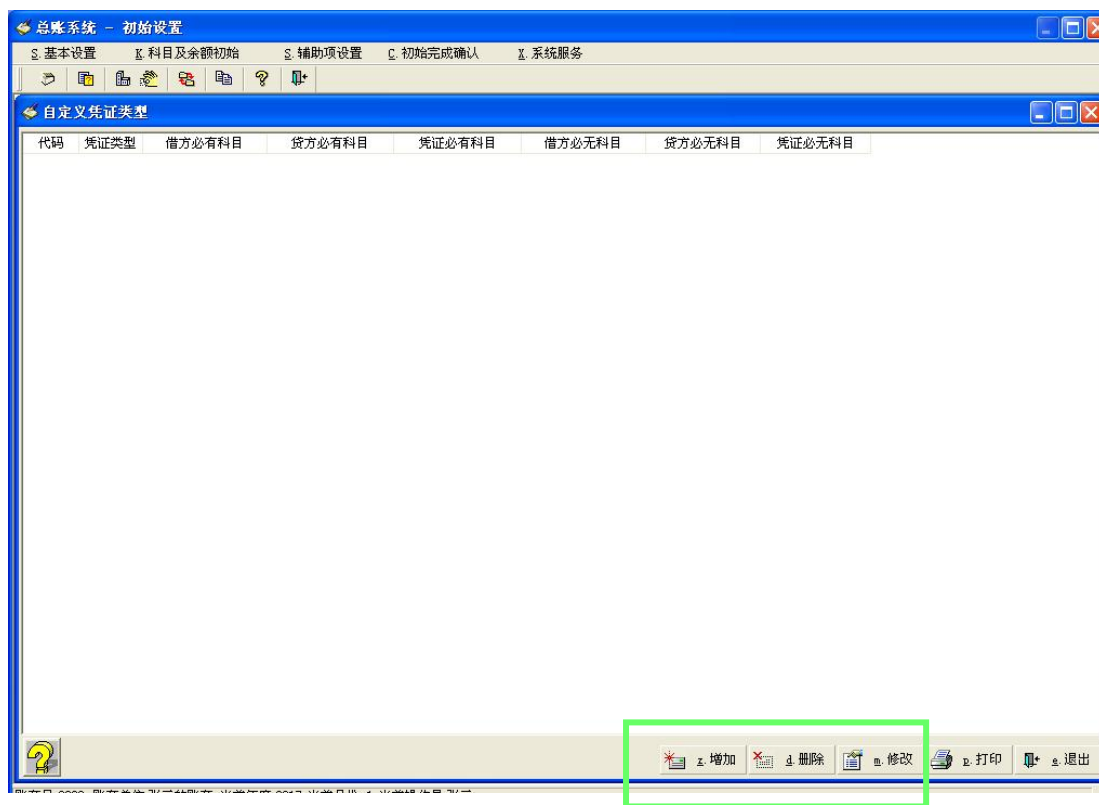 总账系统 - 初始设置
S.基本设置 K.科目及余额初始 S.辅助项设置 C.初始完成确认 X.系统服务
自定义凭证类型
代码 凭证类型 借方必有科目 贷方必有科目 凭证必有科目 借方必无科目 贷方必无科目 凭证必无科目
z.增加 d.删除 m.修改 p.打印 e.退出